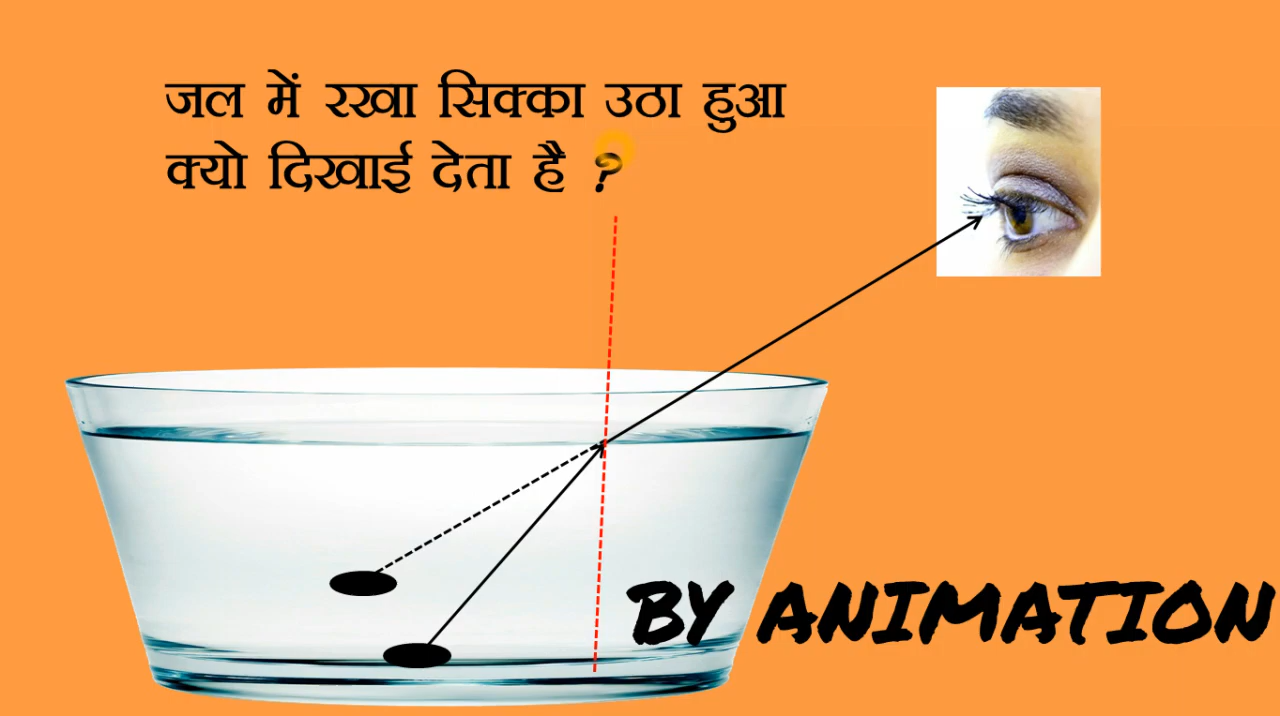 जल में रखा सिक्का उठा हुआ
क्यो दिखाई देता है ?
BY ANIMATION